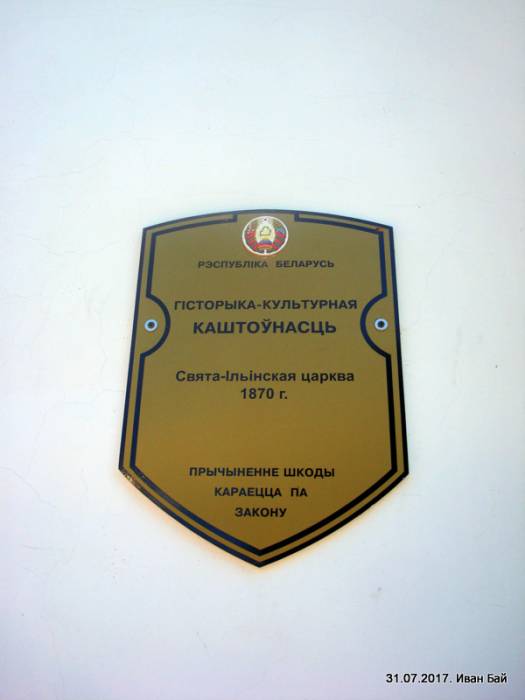 РЭСПУБЛІКА БЕЛАРУСЬ
ГІСТОРЫКА-КУЛЬТУРНАЯ
КАШТОЎНАСЦЬ
Свята-Ільінская царква
1870 г.
ПРЫЧЫНЕННЕ ШКОДЫ
КАРАЕЦЦА ПА
ЗАКОНУ
31.07.2017. Иван Бай